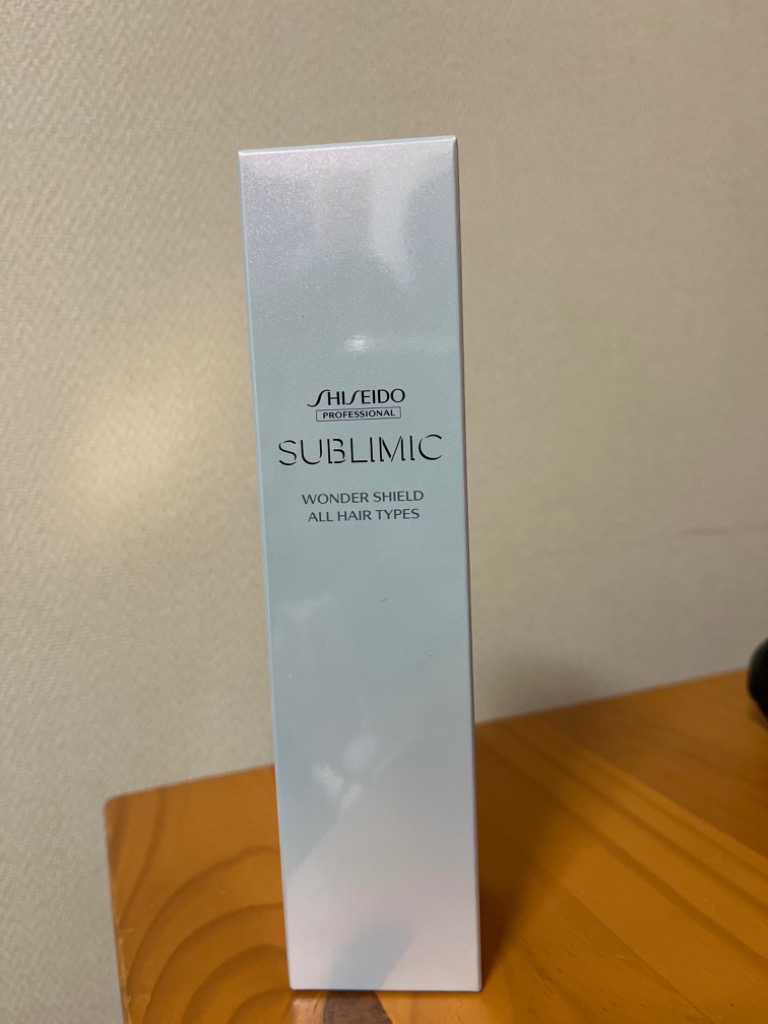 SHISEIDO
PROFESSIONAL
SUBLIMIC
WONDER SHIELD
ALL HAIR TYPES